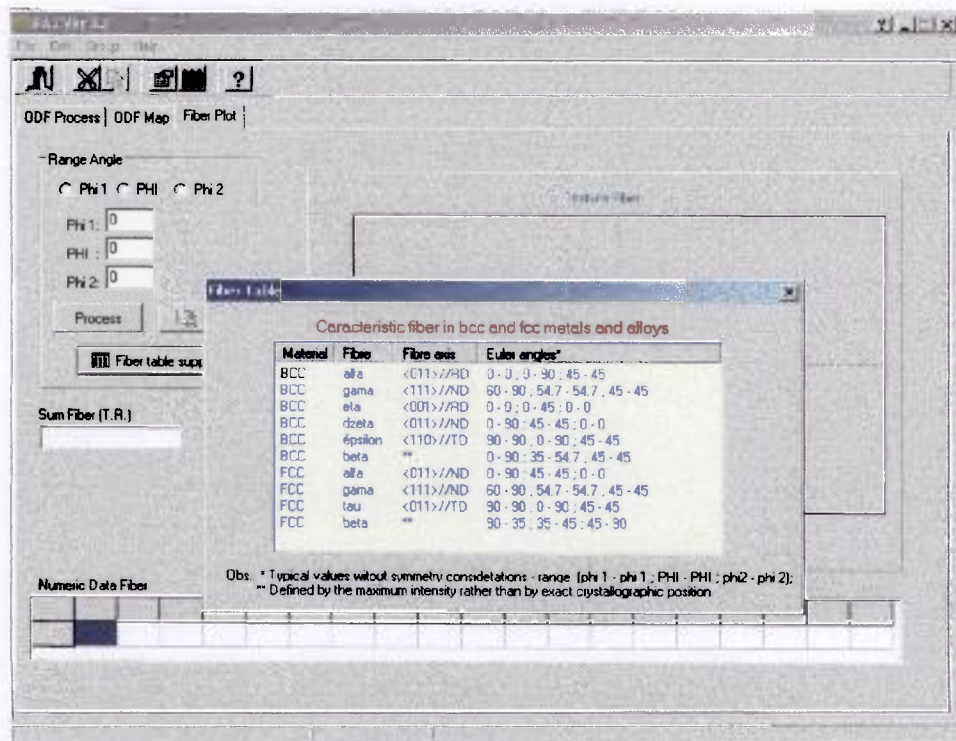 File Edit Setup Help
?
ODF Process ODF Map Fiber Plot
Range Angle
Phi 1 PHI Phi 2
Phi 1: 0
PHI : 0
Phi 2: 0
Process
Fiber table supp
Sum Fiber (T.R.)
Texture Fiber
Fiber table
Caracteristic fiber in bcc and fcc metals and alloys
Material Fibre Fibre axis Euler angles*
BCC alfa <011>//RD 0 - 0 ; 0 - 90 ; 45 - 45
BCC gama <111>//ND 60 - 90 ; 54.7 - 54.7 ; 45 - 45
BCC eta <001>//RD 0 - 0 ; 0 - 45 ; 0 - 0
BCC dzeta <011>//ND 0 - 90 ; 45 - 45 ; 0 - 0
BCC épsilon <110>//TD 90 - 90 ; 0 - 90 ; 45 - 45
BCC beta ** 0 - 90 ; 35 - 54.7 ; 45 - 45
FCC alfa <011>//ND 0 - 90 ; 45 - 45 ; 0 - 0
FCC gama <111>//ND 60 - 90 ; 54.7 - 54.7 ; 45 - 45
FCC tau <011>//TD 90 - 90 ; 0 - 90 ; 45 - 45
FCC beta ** 90 - 35 ; 35 - 45 ; 45 - 90
Obs. * Typical values witout symmetry considetations - range (phi 1 - phi 1 ; PHI - PHI ; phi2 - phi 2);
** Defined by the maximum intensity rather than by exact crystallographic position
Numeric Data Fiber